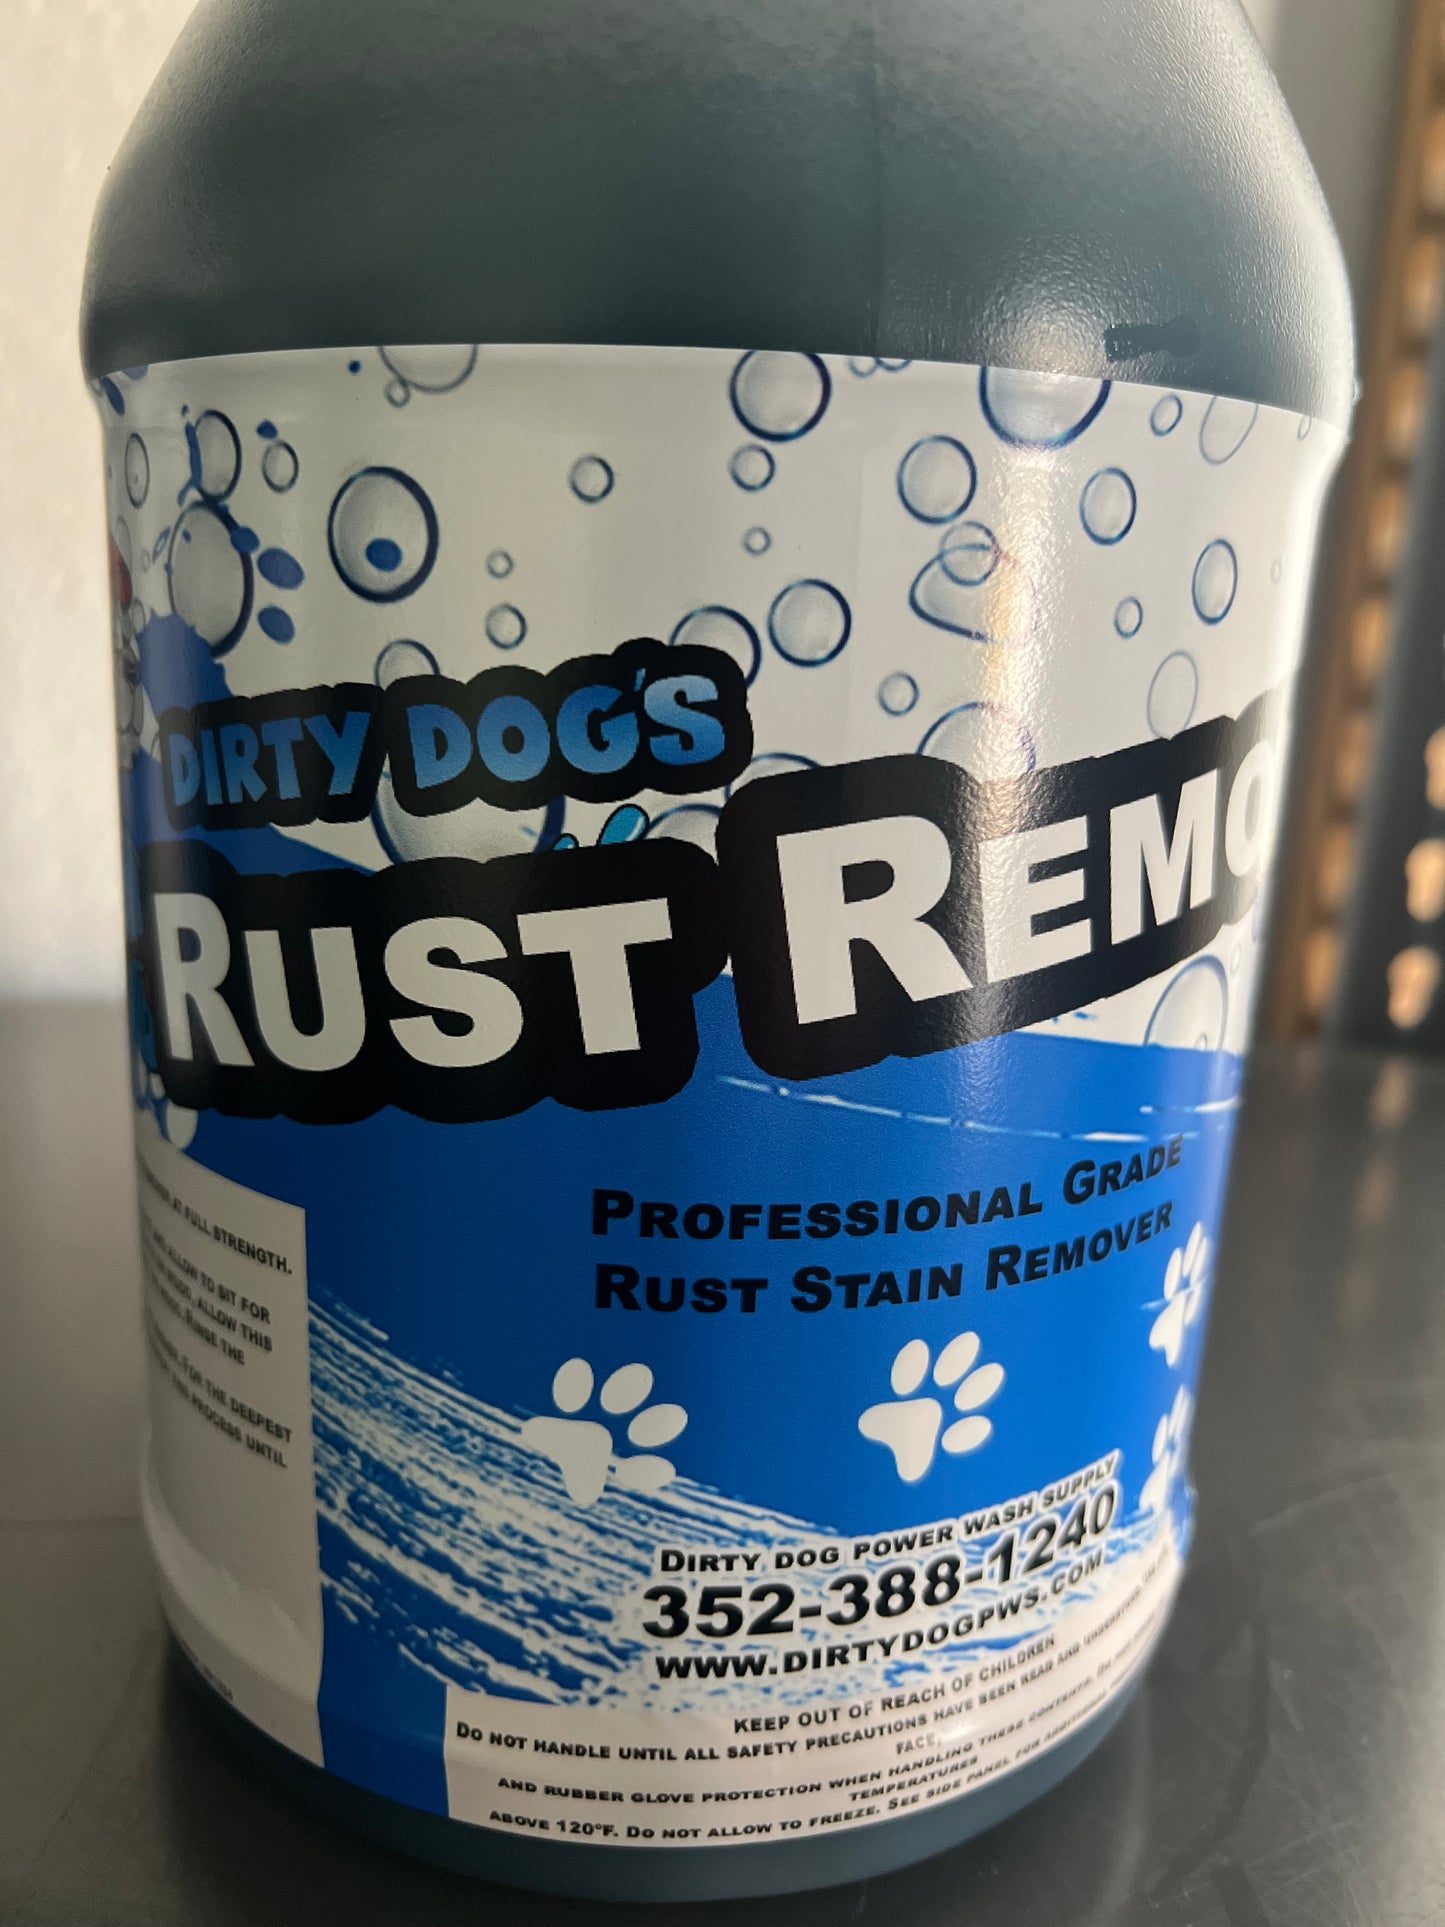 DIRTY DOG'S
RUST REMO
PROFESSIONAL GRADE
RUST STAIN REMOVER
AT FULL STRENGTH.
ALLOW TO SIT FOR
ALLOW THIS
RINSE THE
FOR THE DEEPEST
PROCESS UNTIL
DIRTY DOG POWER WASH SUPPLY
352-388-1240
WWW.DIRTYDOGPWS.COM
KEEP OUT OF REACH OF CHILDREN
DO NOT HANDLE UNTIL ALL SAFETY PRECAUTIONS HAVE BEEN READ AND UNDERSTOOD.
FACE,
AND RUBBER GLOVE PROTECTION WHEN HANDLING THESE CONTENTS. DO NOT
TEMPERATURES
ABOVE 120°F. DO NOT ALLOW TO FREEZE. SEE SIDE PANEL FOR ADDITIONAL